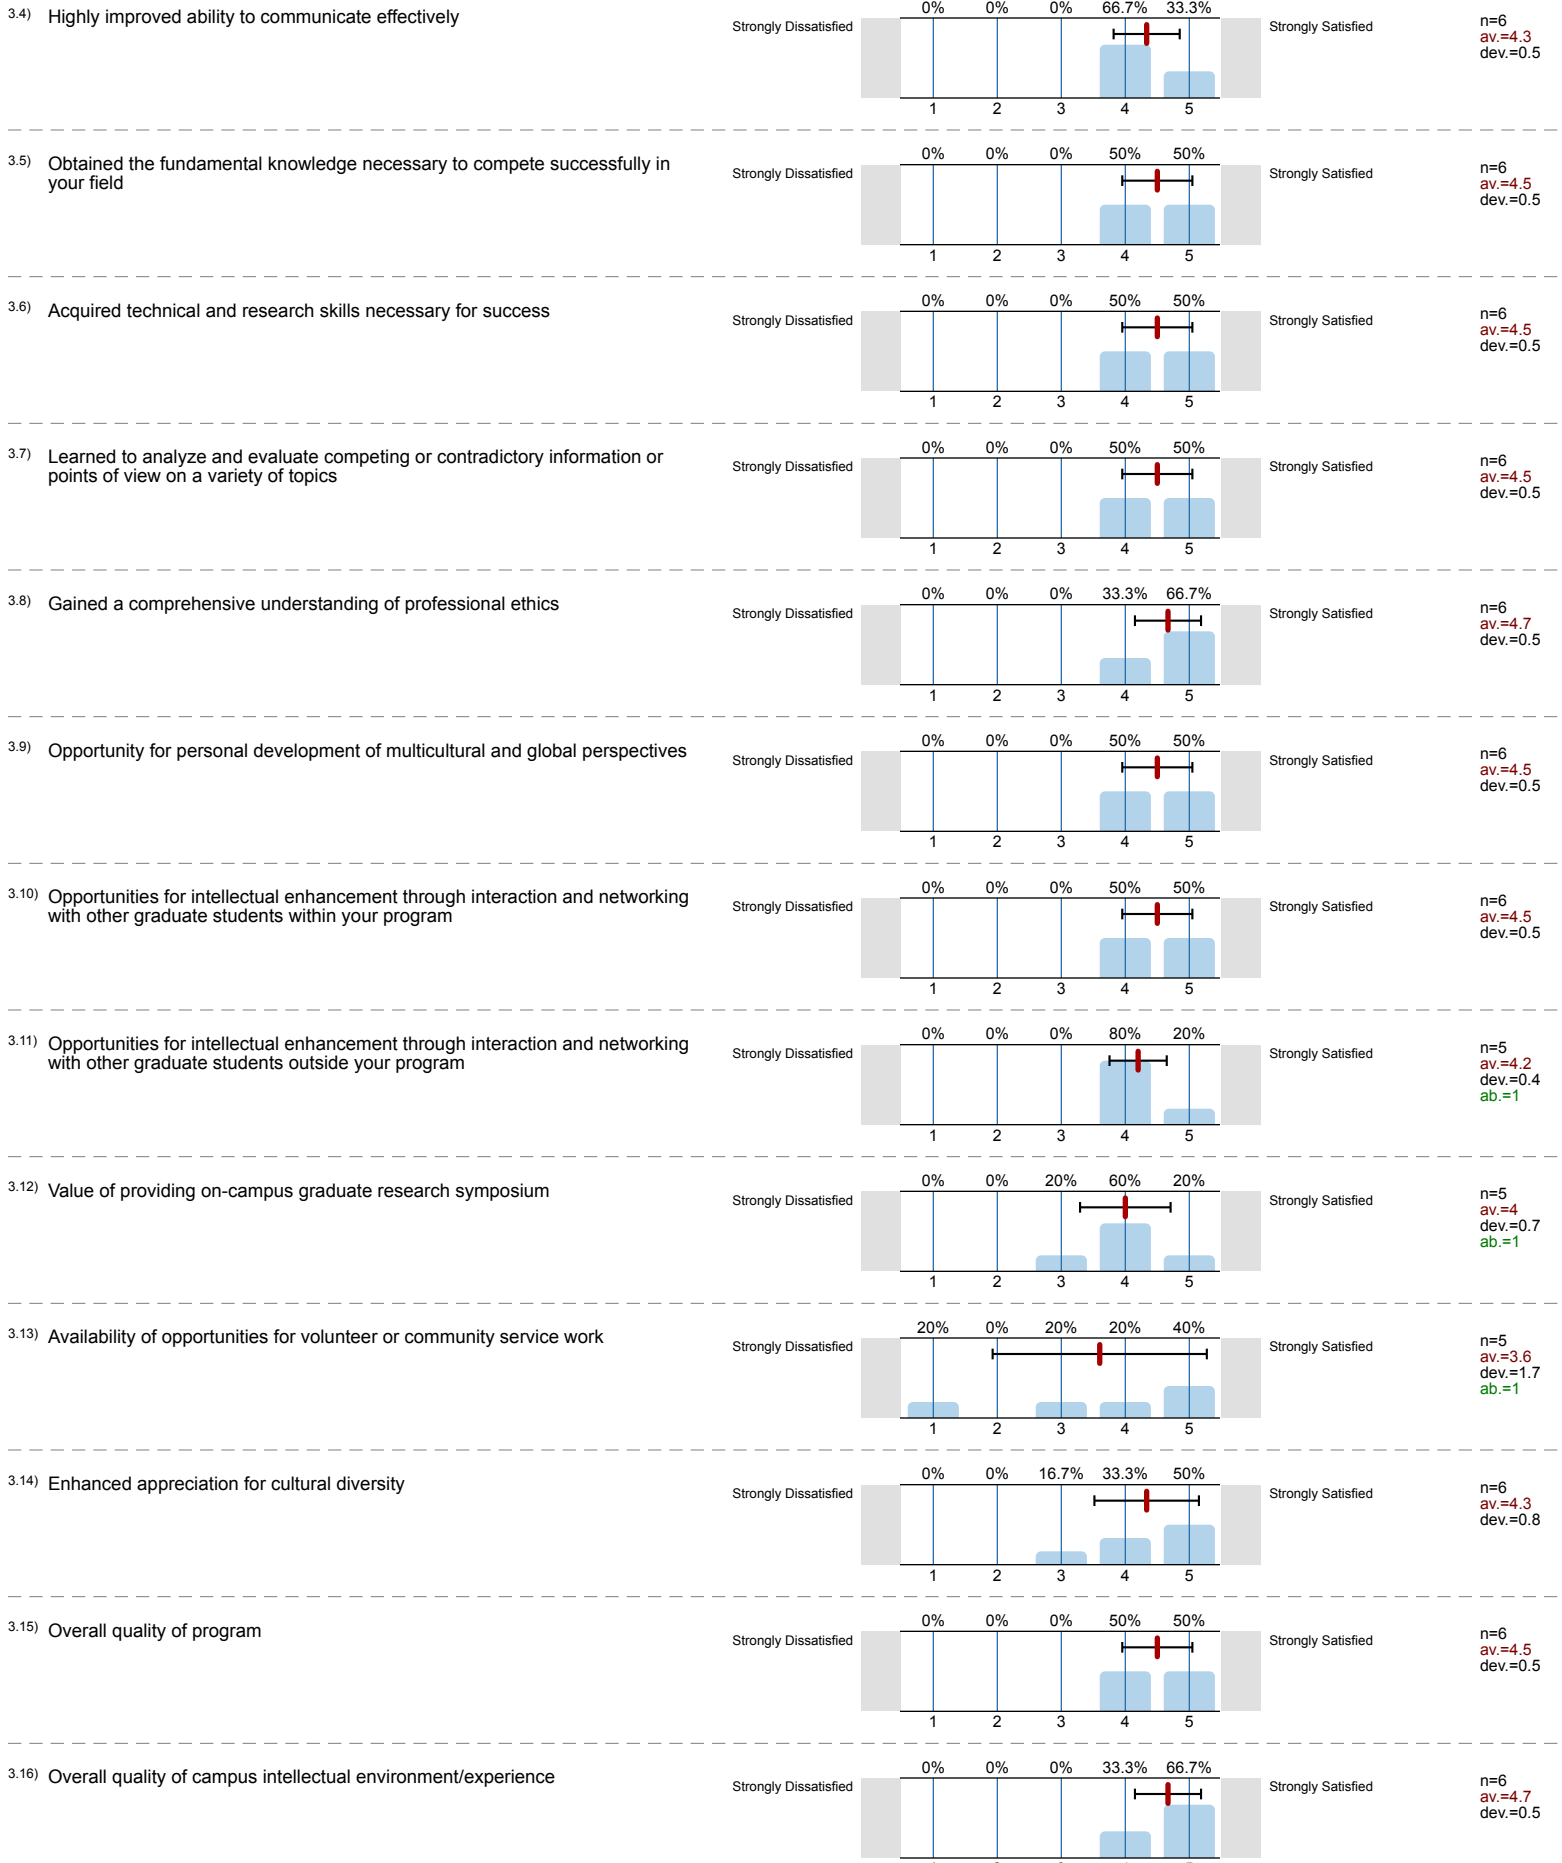 3.4) Highly improved ability to communicate effectively
Strongly Dissatisfied
0% 0% 0% 66.7% 33.3%
1 2 3 4 5
Strongly Satisfied
n=6
av.=4.3
dev.=0.5
3.5) Obtained the fundamental knowledge necessary to compete successfully in
your field
Strongly Dissatisfied
0% 0% 0% 50% 50%
1 2 3 4 5
Strongly Satisfied
n=6
av.=4.5
dev.=0.5
3.6) Acquired technical and research skills necessary for success
Strongly Dissatisfied
0% 0% 0% 50% 50%
1 2 3 4 5
Strongly Satisfied
n=6
av.=4.5
dev.=0.5
3.7) Learned to analyze and evaluate competing or contradictory information or
points of view on a variety of topics
Strongly Dissatisfied
0% 0% 0% 50% 50%
1 2 3 4 5
Strongly Satisfied
n=6
av.=4.5
dev.=0.5
3.8) Gained a comprehensive understanding of professional ethics
Strongly Dissatisfied
0% 0% 0% 33.3% 66.7%
1 2 3 4 5
Strongly Satisfied
n=6
av.=4.7
dev.=0.5
3.9) Opportunity for personal development of multicultural and global perspectives
Strongly Dissatisfied
0% 0% 0% 50% 50%
1 2 3 4 5
Strongly Satisfied
n=6
av.=4.5
dev.=0.5
3.10) Opportunities for intellectual enhancement through interaction and networking
with other graduate students within your program
Strongly Dissatisfied
0% 0% 0% 50% 50%
1 2 3 4 5
Strongly Satisfied
n=6
av.=4.5
dev.=0.5
3.11) Opportunities for intellectual enhancement through interaction and networking
with other graduate students outside your program
Strongly Dissatisfied
0% 0% 0% 80% 20%
1 2 3 4 5
Strongly Satisfied
n=5
av.=4.2
dev.=0.4
ab.=1
3.12) Value of providing on-campus graduate research symposium
Strongly Dissatisfied
0% 0% 20% 60% 20%
1 2 3 4 5
Strongly Satisfied
n=5
av.=4
dev.=0.7
ab.=1
3.13) Availability of opportunities for volunteer or community service work
Strongly Dissatisfied
20% 0% 20% 20% 40%
1 2 3 4 5
Strongly Satisfied
n=5
av.=3.6
dev.=1.7
ab.=1
3.14) Enhanced appreciation for cultural diversity
Strongly Dissatisfied
0% 0% 16.7% 33.3% 50%
1 2 3 4 5
Strongly Satisfied
n=6
av.=4.3
dev.=0.8
3.15) Overall quality of program
Strongly Dissatisfied
0% 0% 0% 50% 50%
1 2 3 4 5
Strongly Satisfied
n=6
av.=4.5
dev.=0.5
3.16) Overall quality of campus intellectual environment/experience
Strongly Dissatisfied
0% 0% 0% 33.3% 66.7%
Strongly Satisfied
n=6
av.=4.7
dev.=0.5